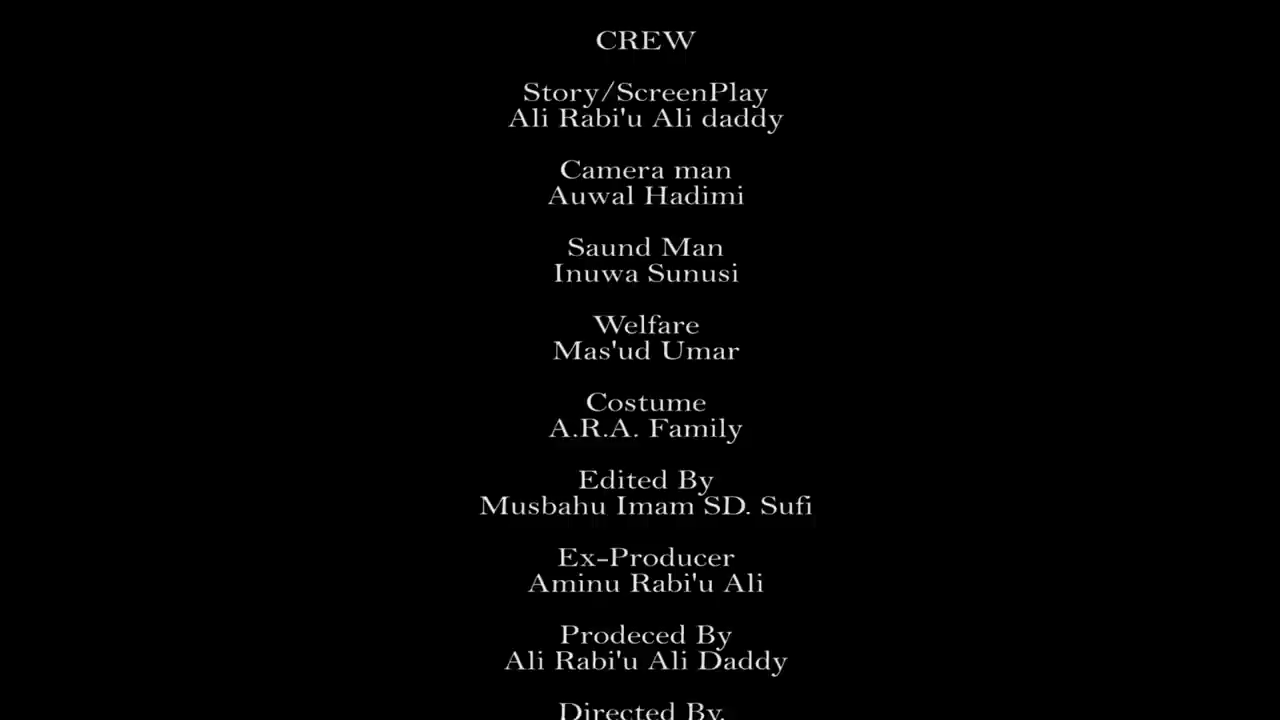 CREW
Story/ScreenPlay
Ali Rabi'u Ali daddy
Camera man
Auwal Hadimi
Saund Man
Inuwa Sunusi
Welfare
Mas'ud Umar
Costume
A.R.A. Family
Edited By
Musbahu Imam SD. Sufi
Ex-Producer
Aminu Rabi'u Ali
Prodeced By
Ali Rabi'u Ali Daddy
Directed By.